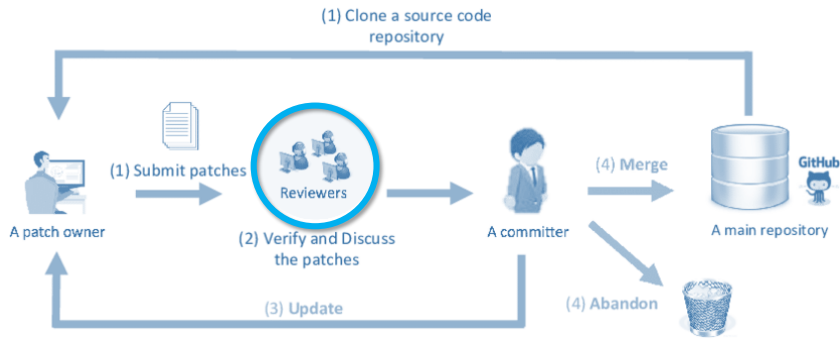 (1) Clone a source code
repository
(1) Submit patches
Reviewers
(4) Merge
GitHub
A patch owner
(2) Verify and Discuss
the patches
A committer
A main repository
(3) Update
(4) Abandon